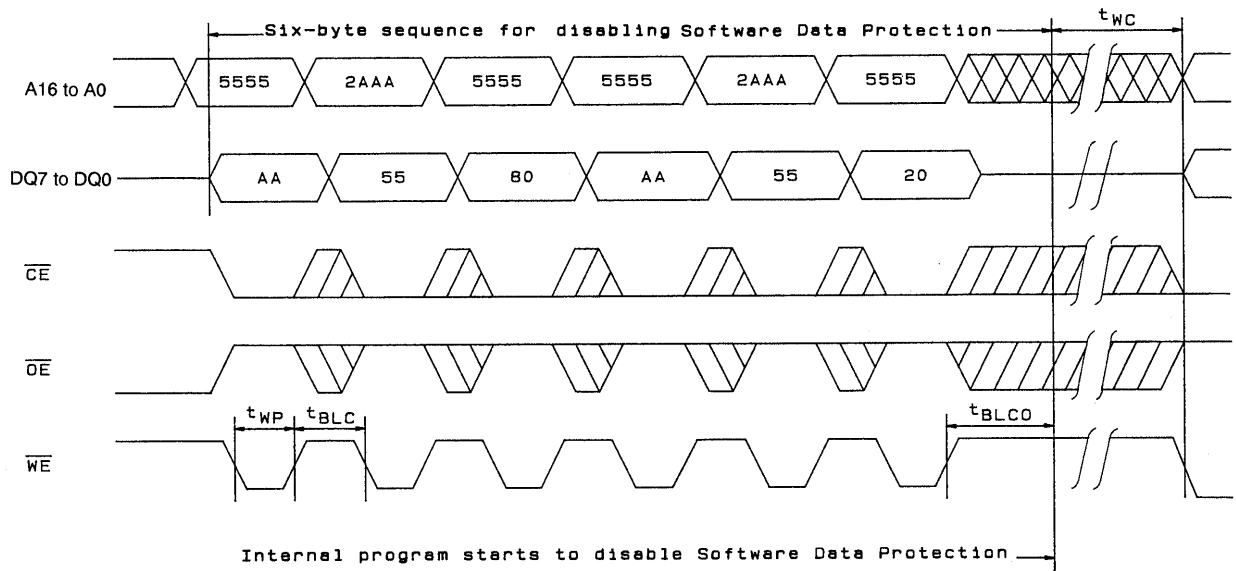 Six-byte sequence for disabling Software Data Protection
tWC
A16 to A0
5555 2AAA 5555 5555 2AAA 5555
DQ7 to DQ0
AA 55 80 AA 55 20
CE
OE
tWP tBLC tBLCO
WE
Internal program starts to disable Software Data Protection